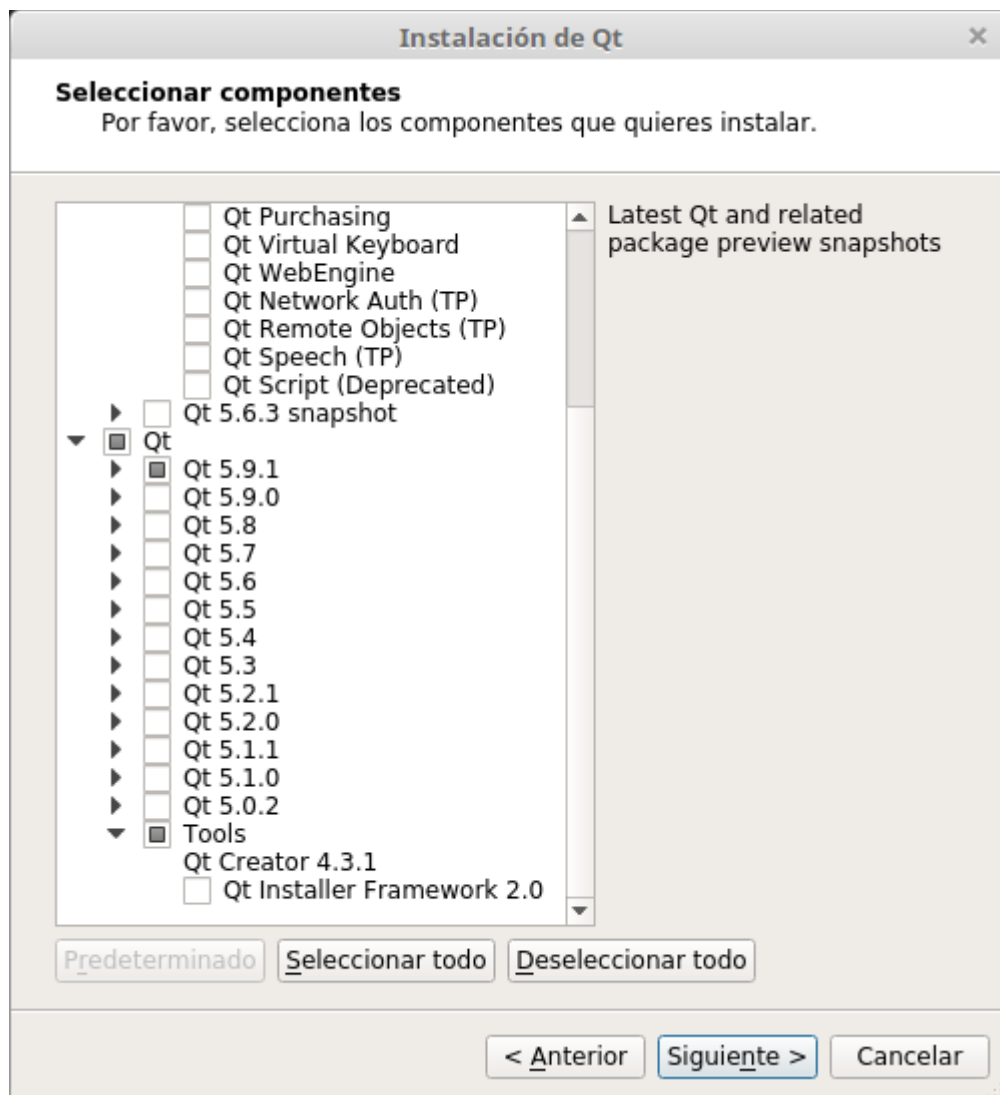 Instalación de Qt
Seleccionar componentes
Por favor, selecciona los componentes que quieres instalar.
Qt Purchasing
Qt Virtual Keyboard
Qt WebEngine
Qt Network Auth (TP)
Qt Remote Objects (TP)
Qt Speech (TP)
Qt Script (Deprecated)
Qt 5.6.3 snapshot
Qt
Qt 5.9.1
Qt 5.9.0
Qt 5.8
Qt 5.7
Qt 5.6
Qt 5.5
Qt 5.4
Qt 5.3
Qt 5.2.1
Qt 5.2.0
Qt 5.1.1
Qt 5.1.0
Qt 5.0.2
Tools
Qt Creator 4.3.1
Qt Installer Framework 2.0
Latest Qt and related
package preview snapshots
Predeterminado
Seleccionar todo
Deseleccionar todo
< Anterior
Siguiente >
Cancelar